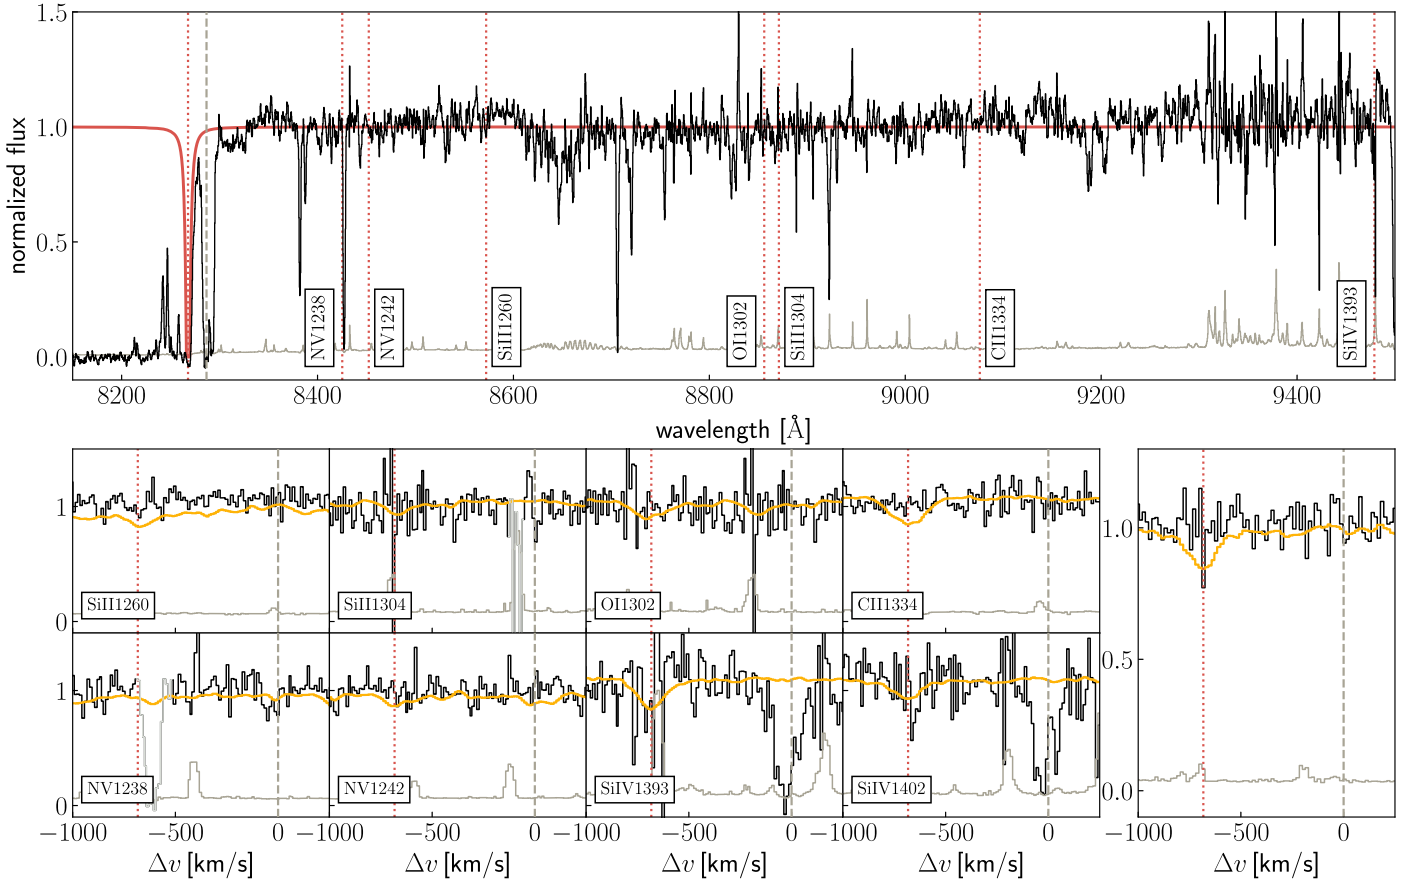 1.5
1.0
0.5
0.0
normalized flux
NV1238
NV1242
SiII1260
OI1302
SiII1304
CII1334
SiIV1393
8200 8400 8600 8800 9000 9200 9400
wavelength [Å]
1
0
SiII1260
SiII1304
OI1302
CII1334
1
0
NV1238
NV1242
SiIV1393
SiIV1402
1.0
0.5
0.0
−1000 −500 0 −1000 −500 0 −1000 −500 0 −1000 −500 0 −1000 −500 0
Δv [km/s] Δv [km/s] Δv [km/s] Δv [km/s] Δv [km/s]